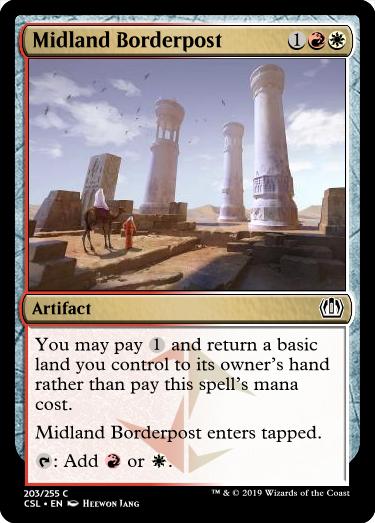 Midland Borderpost 1
Artifact
You may pay 1 and return a basic
land you control to its owner's hand
rather than pay this spell's mana
cost.
Midland Borderpost enters tapped.
: Add or .
203/255 C
CSL • EN Heewon Jang
™ & © 2019 Wizards of the Coast